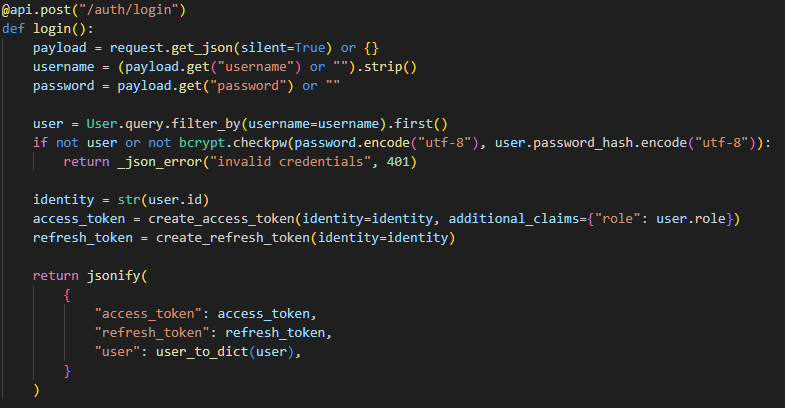 @api.post("/auth/login")
def login():
    payload = request.get_json(silent=True) or {}
    username = (payload.get("username") or "").strip()
    password = payload.get("password") or ""

    user = User.query.filter_by(username=username).first()
    if not user or not bcrypt.checkpw(password.encode("utf-8"), user.password_hash.encode("utf-8")):
        return _json_error("invalid credentials", 401)

    identity = str(user.id)
    access_token = create_access_token(identity=identity, additional_claims={"role": user.role})
    refresh_token = create_refresh_token(identity=identity)

    return jsonify(
        {
            "access_token": access_token,
            "refresh_token": refresh_token,
            "user": user_to_dict(user),
        }
    )